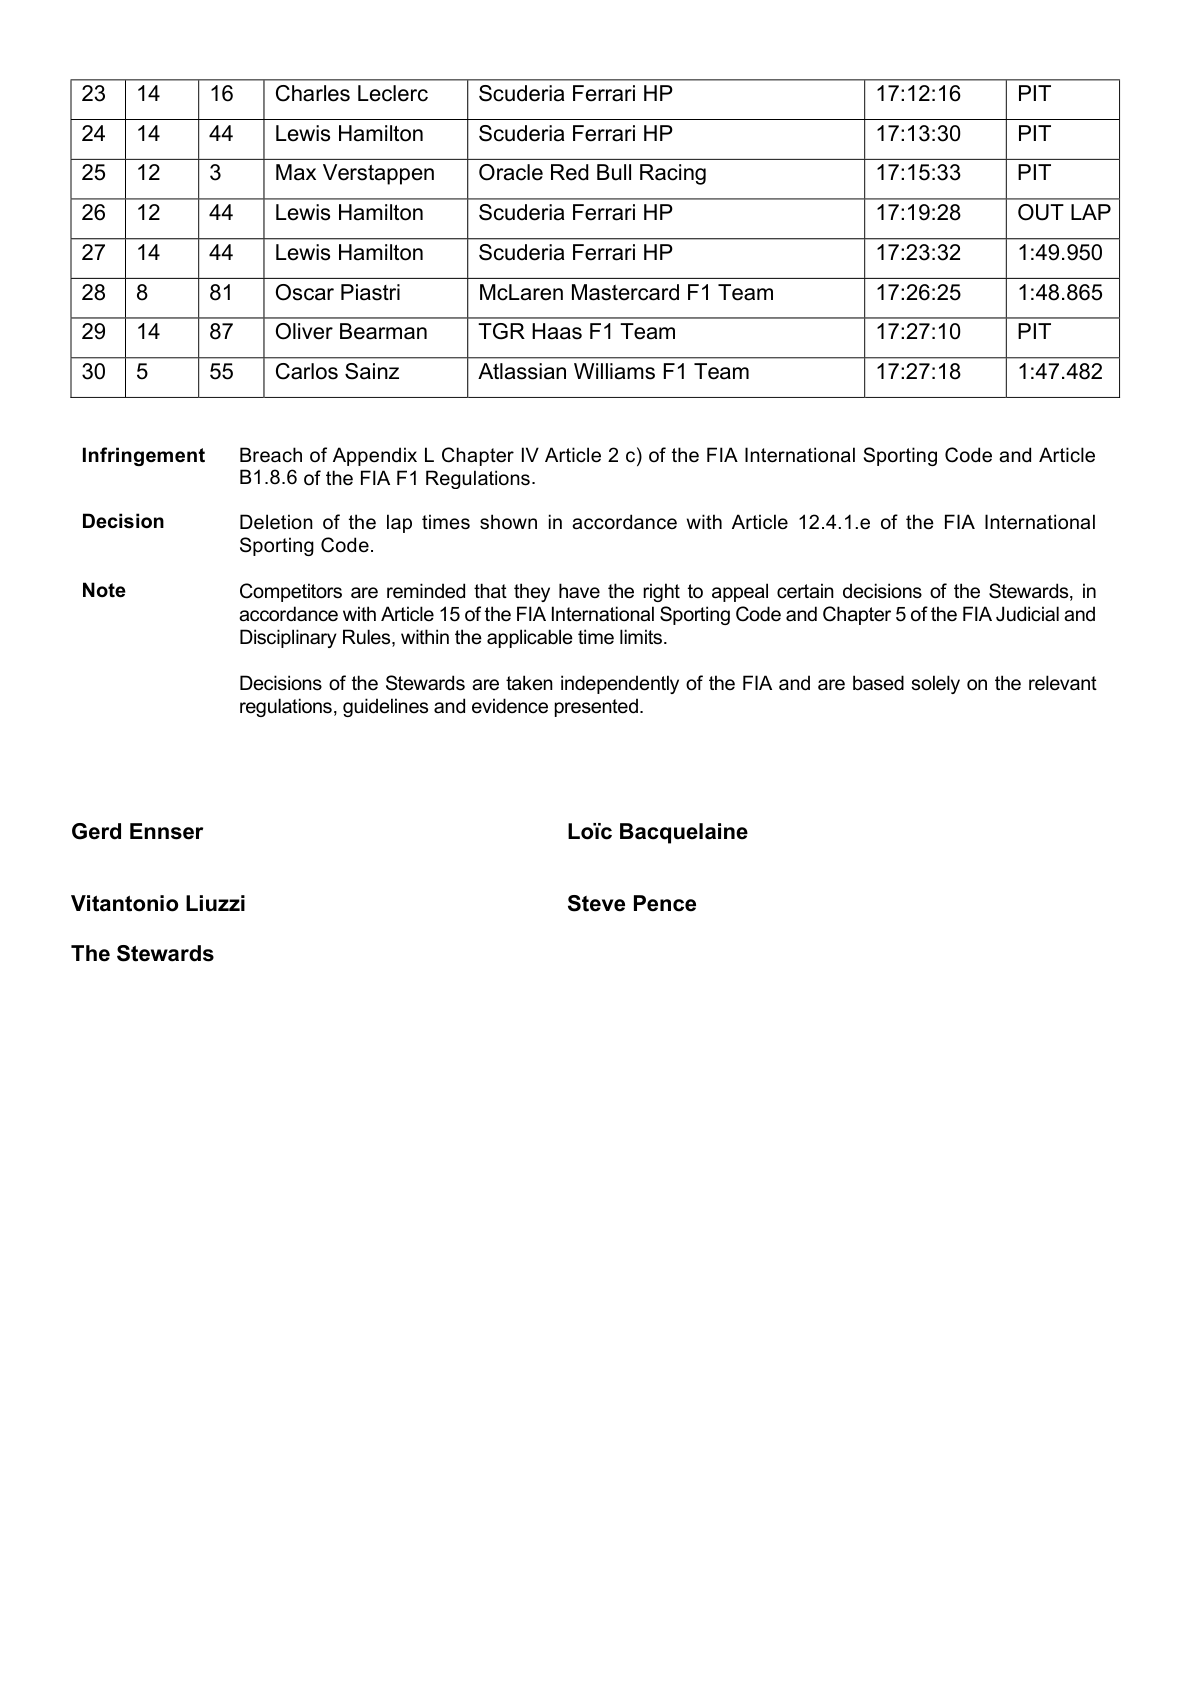 23 14 16 Charles Leclerc Scuderia Ferrari HP 17:12:16 PIT
24 14 44 Lewis Hamilton Scuderia Ferrari HP 17:13:30 PIT
25 12 3 Max Verstappen Oracle Red Bull Racing 17:15:33 PIT
26 12 44 Lewis Hamilton Scuderia Ferrari HP 17:19:28 OUT LAP
27 14 44 Lewis Hamilton Scuderia Ferrari HP 17:23:32 1:49.950
28 8 81 Oscar Piastri McLaren Mastercard F1 Team 17:26:25 1:48.865
29 14 87 Oliver Bearman TGR Haas F1 Team 17:27:10 PIT
30 5 55 Carlos Sainz Atlassian Williams F1 Team 17:27:18 1:47.482
Infringement Breach of Appendix L Chapter IV Article 2 c) of the FIA International Sporting Code and Article
B1.8.6 of the FIA F1 Regulations.
Decision Deletion of the lap times shown in accordance with Article 12.4.1.e of the FIA International
Sporting Code.
Note Competitors are reminded that they have the right to appeal certain decisions of the Stewards, in
accordance with Article 15 of the FIA International Sporting Code and Chapter 5 of the FIA Judicial and
Disciplinary Rules, within the applicable time limits.
Decisions of the Stewards are taken independently of the FIA and are based solely on the relevant
regulations, guidelines and evidence presented.
Gerd Ennser Loïc Bacquelaine
Vitantonio Liuzzi Steve Pence
The Stewards